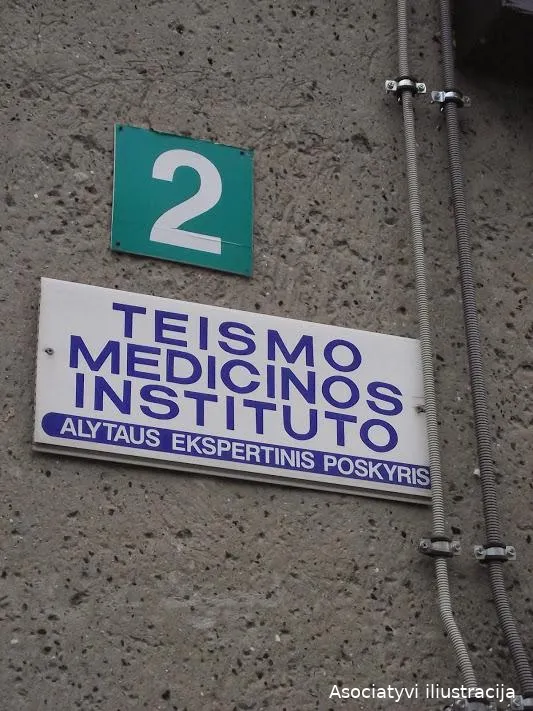 2
TEISMO
MEDICINOS
INSTITUTO
ALYTAUS EKSPERTINIS POSKYRIS
Asociatyvi iliustracija